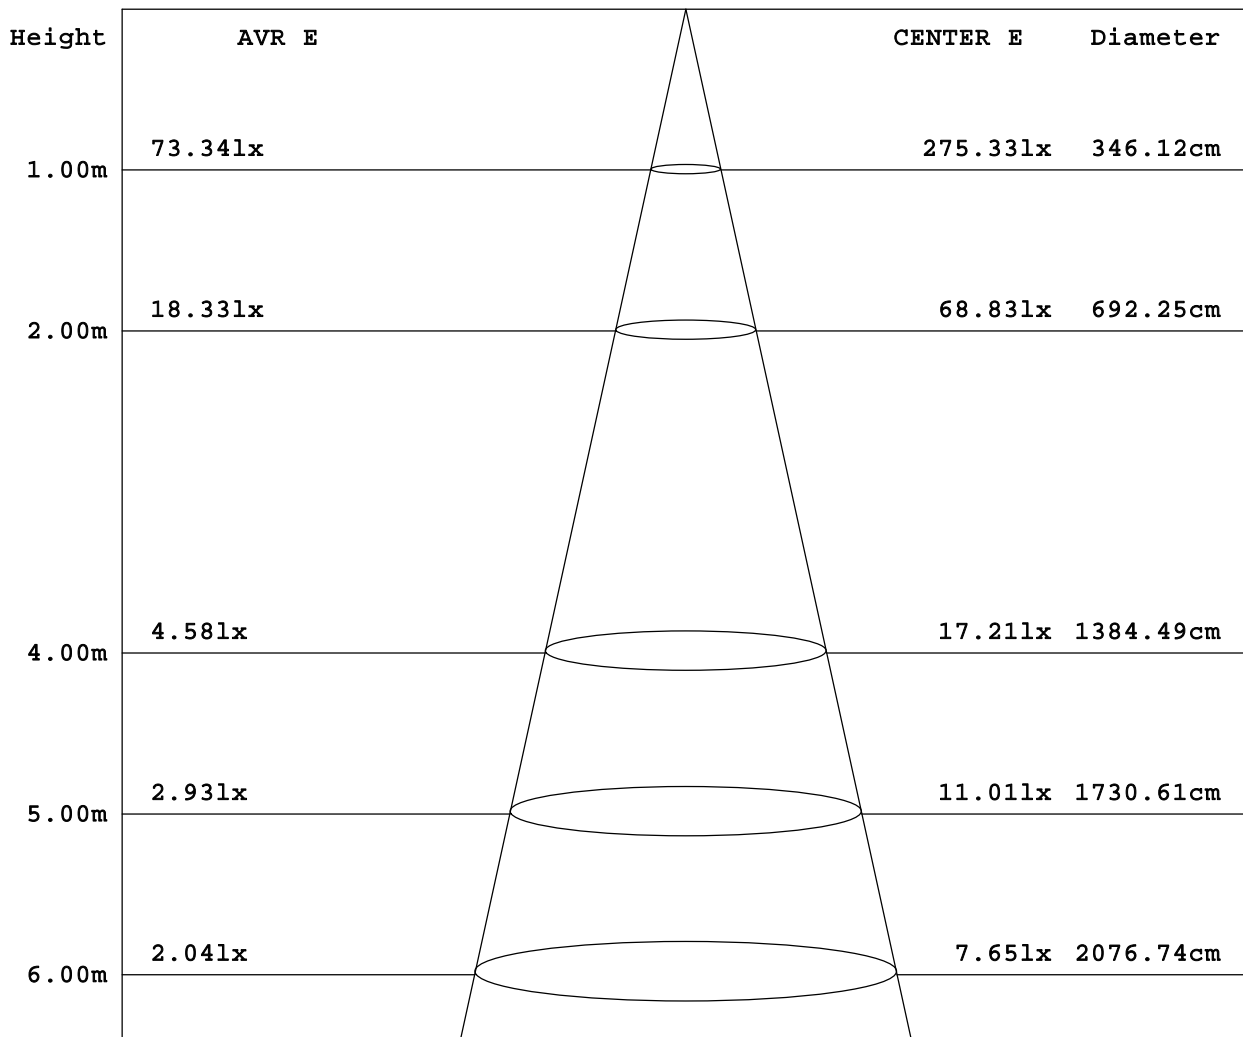 Height AVR E CENTER E Diameter
73.34lx 275.33lx 346.12cm
1.00m
18.33lx 68.83lx 692.25cm
2.00m
4.58lx 17.21lx 1384.49cm
4.00m
2.93lx 11.01lx 1730.61cm
5.00m
2.04lx 7.65lx 2076.74cm
6.00m